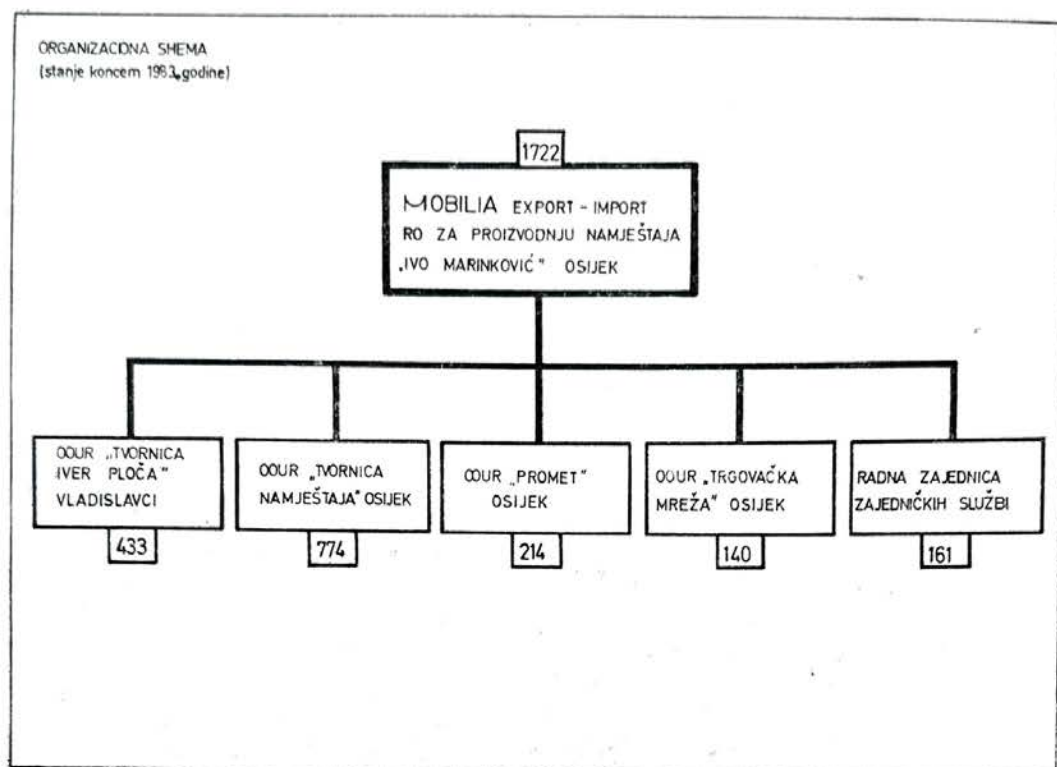 ORGANIZACIONA SHEMA
(stanje koncem 1983. godine)
1722
MOBILIA EXPORT - IMPORT
RO ZA PROIZVODNJU NAMJEŠTAJA
„IVO MARINKOVIĆ" OSIJEK
OOUR „TVORNICA
IVER PLOČA"
VLADISLAVCI
433
OOUR „TVORNICA
NAMJEŠTAJA" OSIJEK
774
OOUR „PROMET"
OSIJEK
214
OOUR „TRGOVAČKA
MREŽA" OSIJEK
140
RADNA ZAJEDNICA
ZAJEDNIČKIH SLUŽBI
161